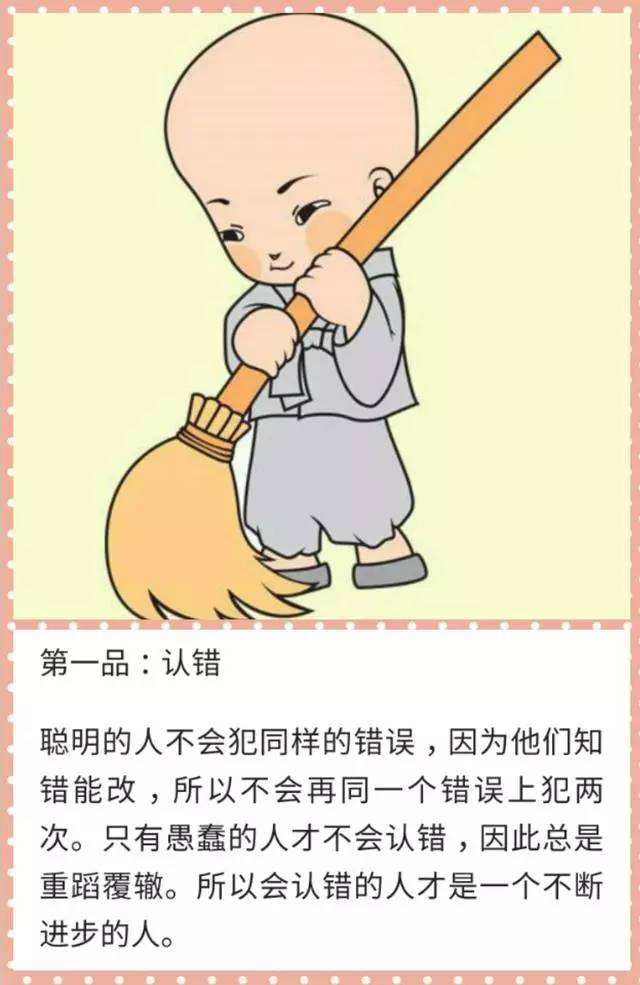 第一品：认错
聪明的人不会犯同样的错误，因为他们知
错能改，所以不会再同一个错误上犯两
次。只有愚蠢的人才不会认错，因此总是
重蹈覆辙。所以会认错的人才是一个不断
进步的人。